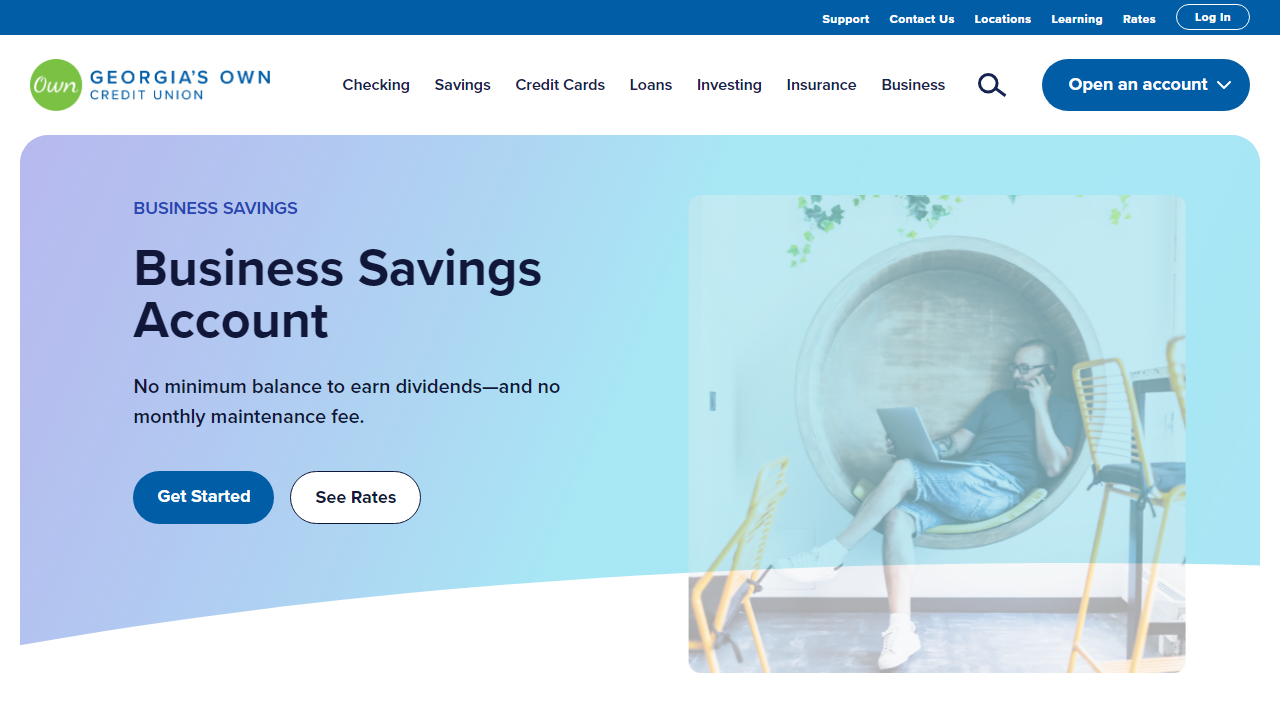 Support Contact Us Locations Learning Rates Log In
Own GEORGIA'S OWN
CREDIT UNION
Checking Savings Credit Cards Loans Investing Insurance Business Open an account
BUSINESS SAVINGS
Business Savings
Account
No minimum balance to earn dividends—and no
monthly maintenance fee.
Get Started See Rates